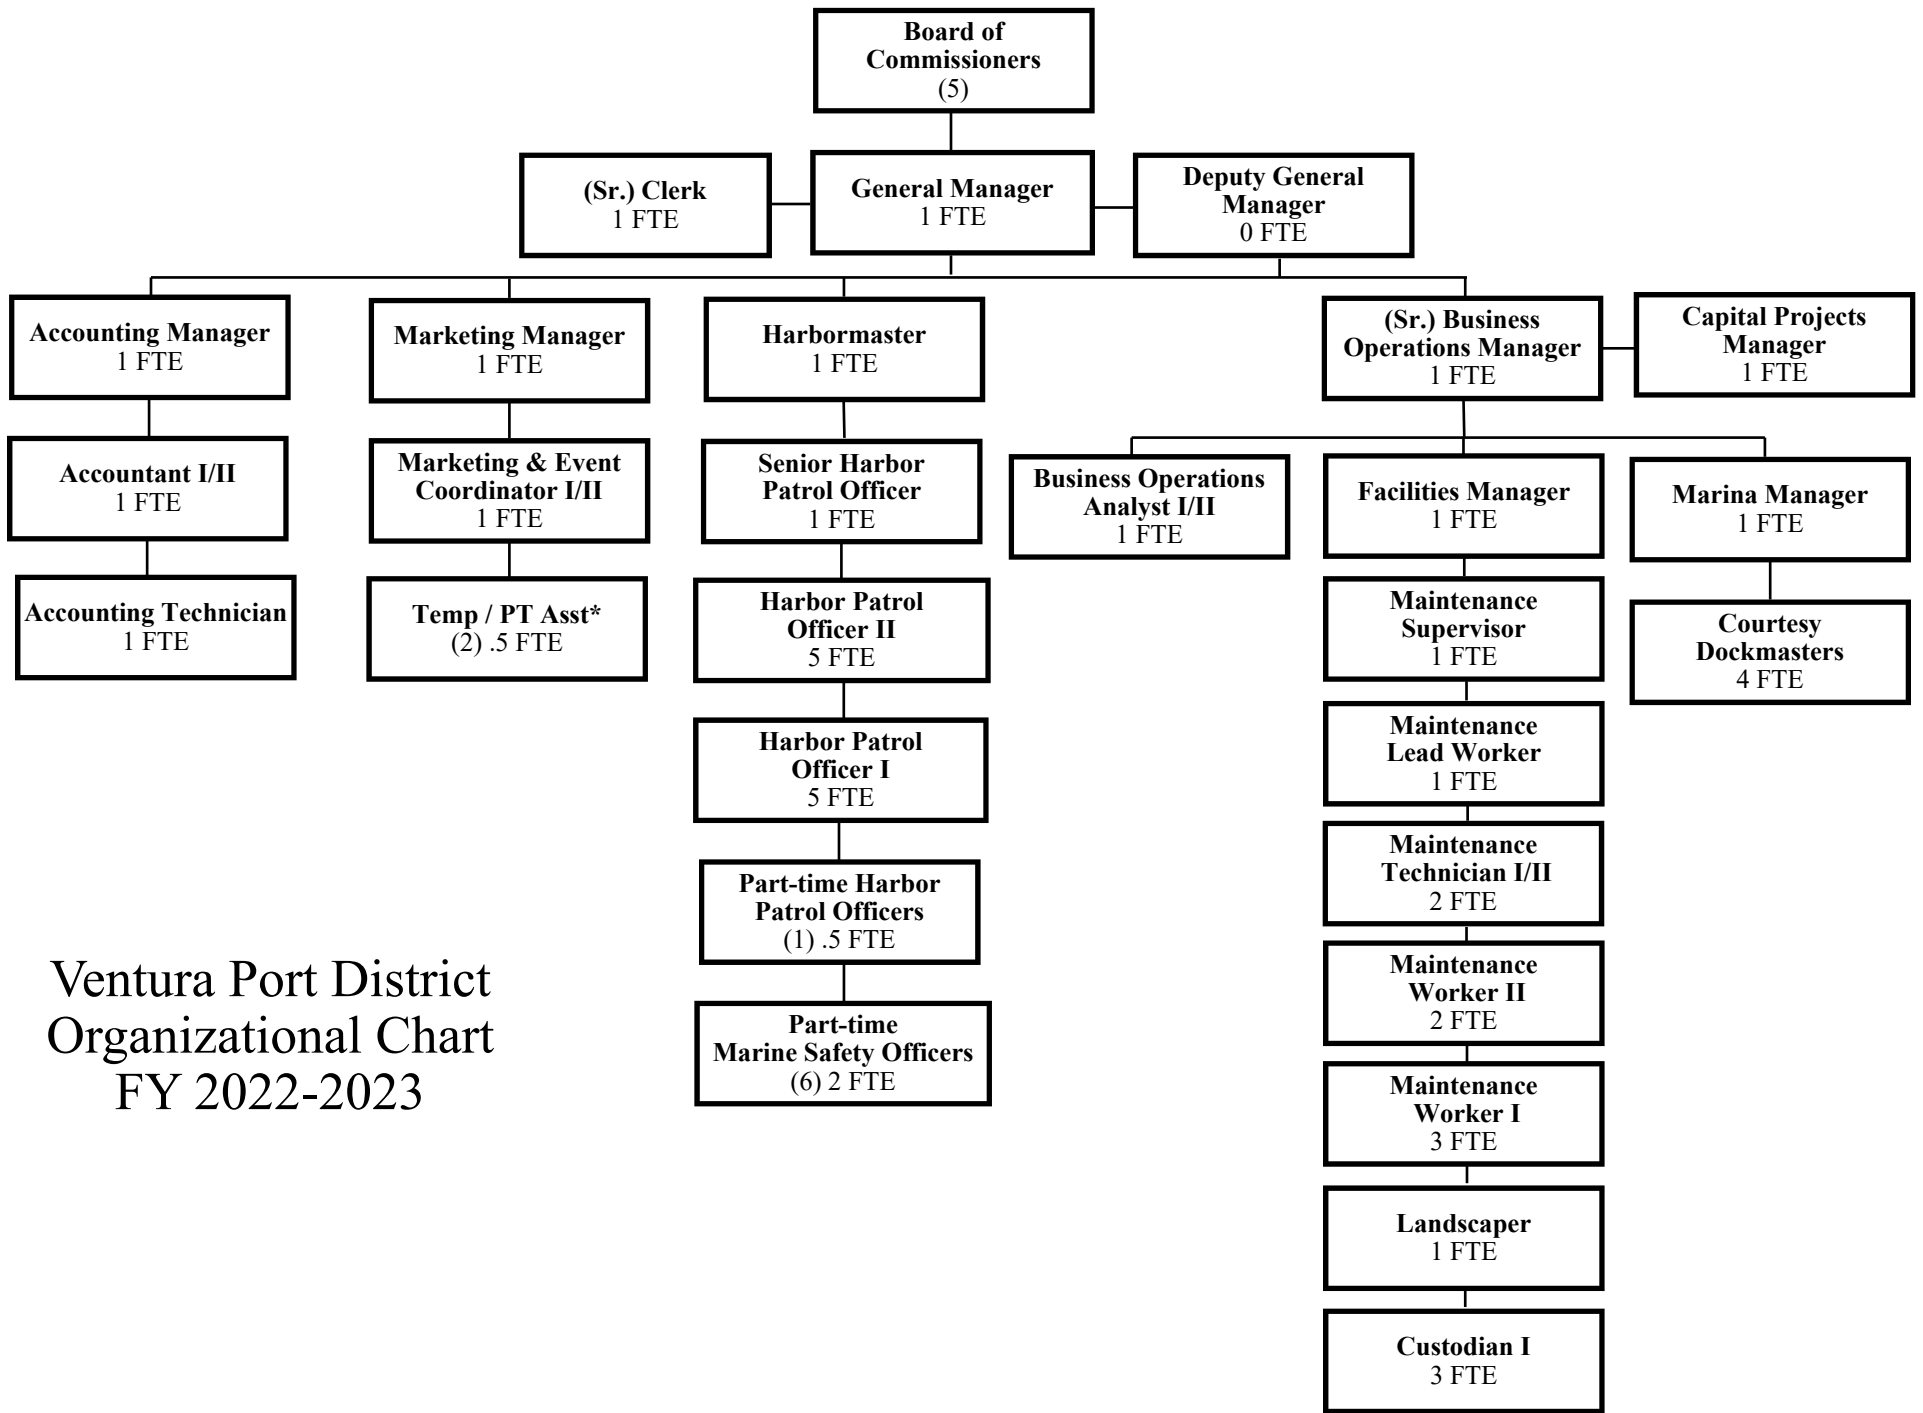 Board of
Commissioners
(5)
(Sr.) Clerk
1 FTE
General Manager
1 FTE
Deputy General
Manager
0 FTE
Accounting Manager
1 FTE
Marketing Manager
1 FTE
Harbormaster
1 FTE
(Sr.) Business
Operations Manager
1 FTE
Capital Projects
Manager
1 FTE
Accountant I/II
1 FTE
Marketing & Event
Coordinator I/II
1 FTE
Senior Harbor
Patrol Officer
1 FTE
Business Operations
Analyst I/II
1 FTE
Facilities Manager
1 FTE
Marina Manager
1 FTE
Accounting Technician
1 FTE
Temp / PT Asst*
(2) .5 FTE
Harbor Patrol
Officer II
5 FTE
Maintenance
Supervisor
1 FTE
Courtesy
Dockmasters
4 FTE
Harbor Patrol
Officer I
5 FTE
Maintenance
Lead Worker
1 FTE
Part-time Harbor
Patrol Officers
(1) .5 FTE
Maintenance
Technician I/II
2 FTE
Part-time
Marine Safety Officers
(6) 2 FTE
Maintenance
Worker II
2 FTE
Maintenance
Worker I
3 FTE
Landscaper
1 FTE
Custodian I
3 FTE
Ventura Port District
Organizational Chart
FY 2022-2023